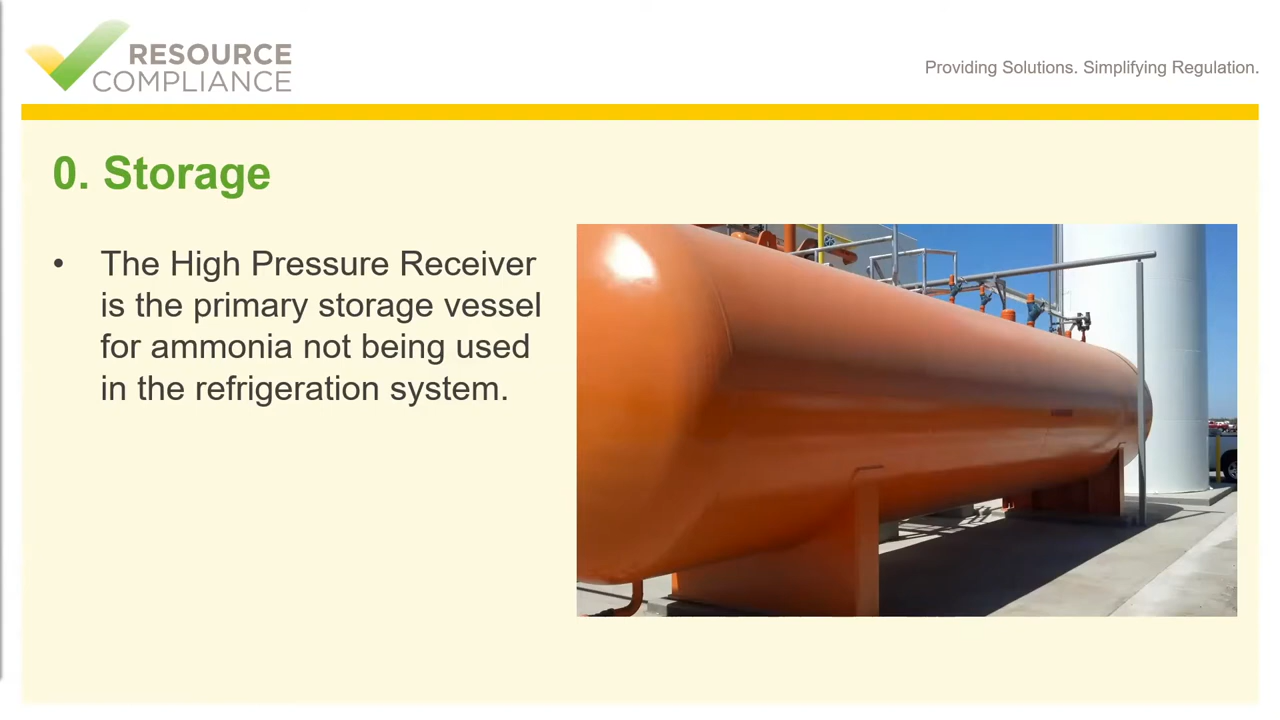 RESOURCE
COMPLIANCE
Providing Solutions. Simplifying Regulation.
0. Storage
• The High Pressure Receiver
is the primary storage vessel
for ammonia not being used
in the refrigeration system.